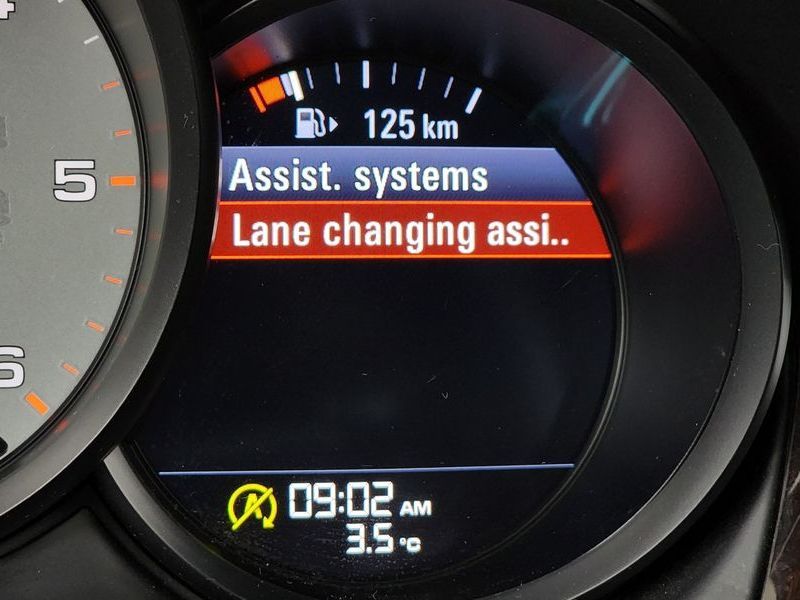 125 km
Assist. systems
5
Lane changing assi..
6
A
09:02 AM
3.5 °C